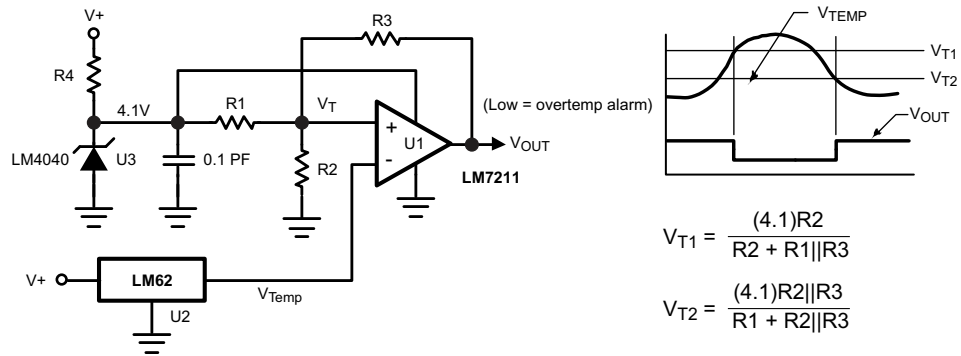 V+
R3
R4
4.1V
R1
VT
U1
+
-
(Low = overtemp alarm)
VOUT
LM7211
LM4040
U3
0.1 PF
R2
V+
LM62
VTemp
U2
VTEMP
VT1
VT2
VOUT
VT1 = (4.1)R2
R2 + R1||R3
VT2 = (4.1)R2||R3
R1 + R2||R3